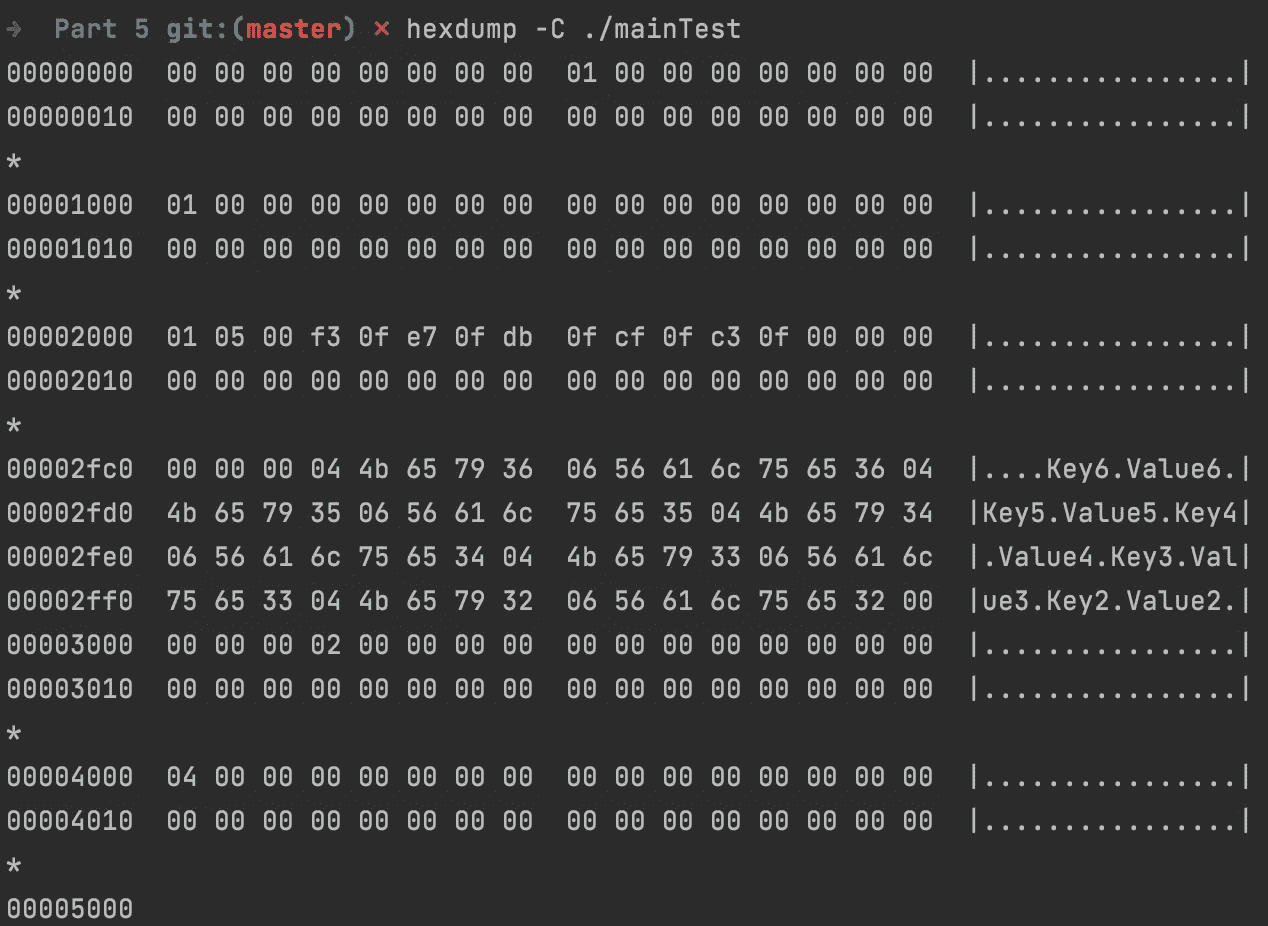 → Part 5 git:(master) × hexdump -C ./mainTest
00000000  00 00 00 00 00 00 00 00  01 00 00 00 00 00 00 00  |................|
00000010  00 00 00 00 00 00 00 00  00 00 00 00 00 00 00 00  |................|
*
00001000  01 00 00 00 00 00 00 00  00 00 00 00 00 00 00 00  |................|
00001010  00 00 00 00 00 00 00 00  00 00 00 00 00 00 00 00  |................|
*
00002000  01 05 00 f3 0f e7 0f db  0f cf 0f c3 0f 00 00 00  |................|
00002010  00 00 00 00 00 00 00 00  00 00 00 00 00 00 00 00  |................|
*
00002fc0  00 00 00 04 4b 65 79 36  06 56 61 6c 75 65 36 04  |....Key6.Value6.|
00002fd0  4b 65 79 35 06 56 61 6c  75 65 35 04 4b 65 79 34  |Key5.Value5.Key4|
00002fe0  06 56 61 6c 75 65 34 04  4b 65 79 33 06 56 61 6c  |.Value4.Key3.Val|
00002ff0  75 65 33 04 4b 65 79 32  06 56 61 6c 75 65 32 00  |ue3.Key2.Value2.|
00003000  00 00 00 02 00 00 00 00  00 00 00 00 00 00 00 00  |................|
00003010  00 00 00 00 00 00 00 00  00 00 00 00 00 00 00 00  |................|
*
00004000  04 00 00 00 00 00 00 00  00 00 00 00 00 00 00 00  |................|
00004010  00 00 00 00 00 00 00 00  00 00 00 00 00 00 00 00  |................|
*
00005000